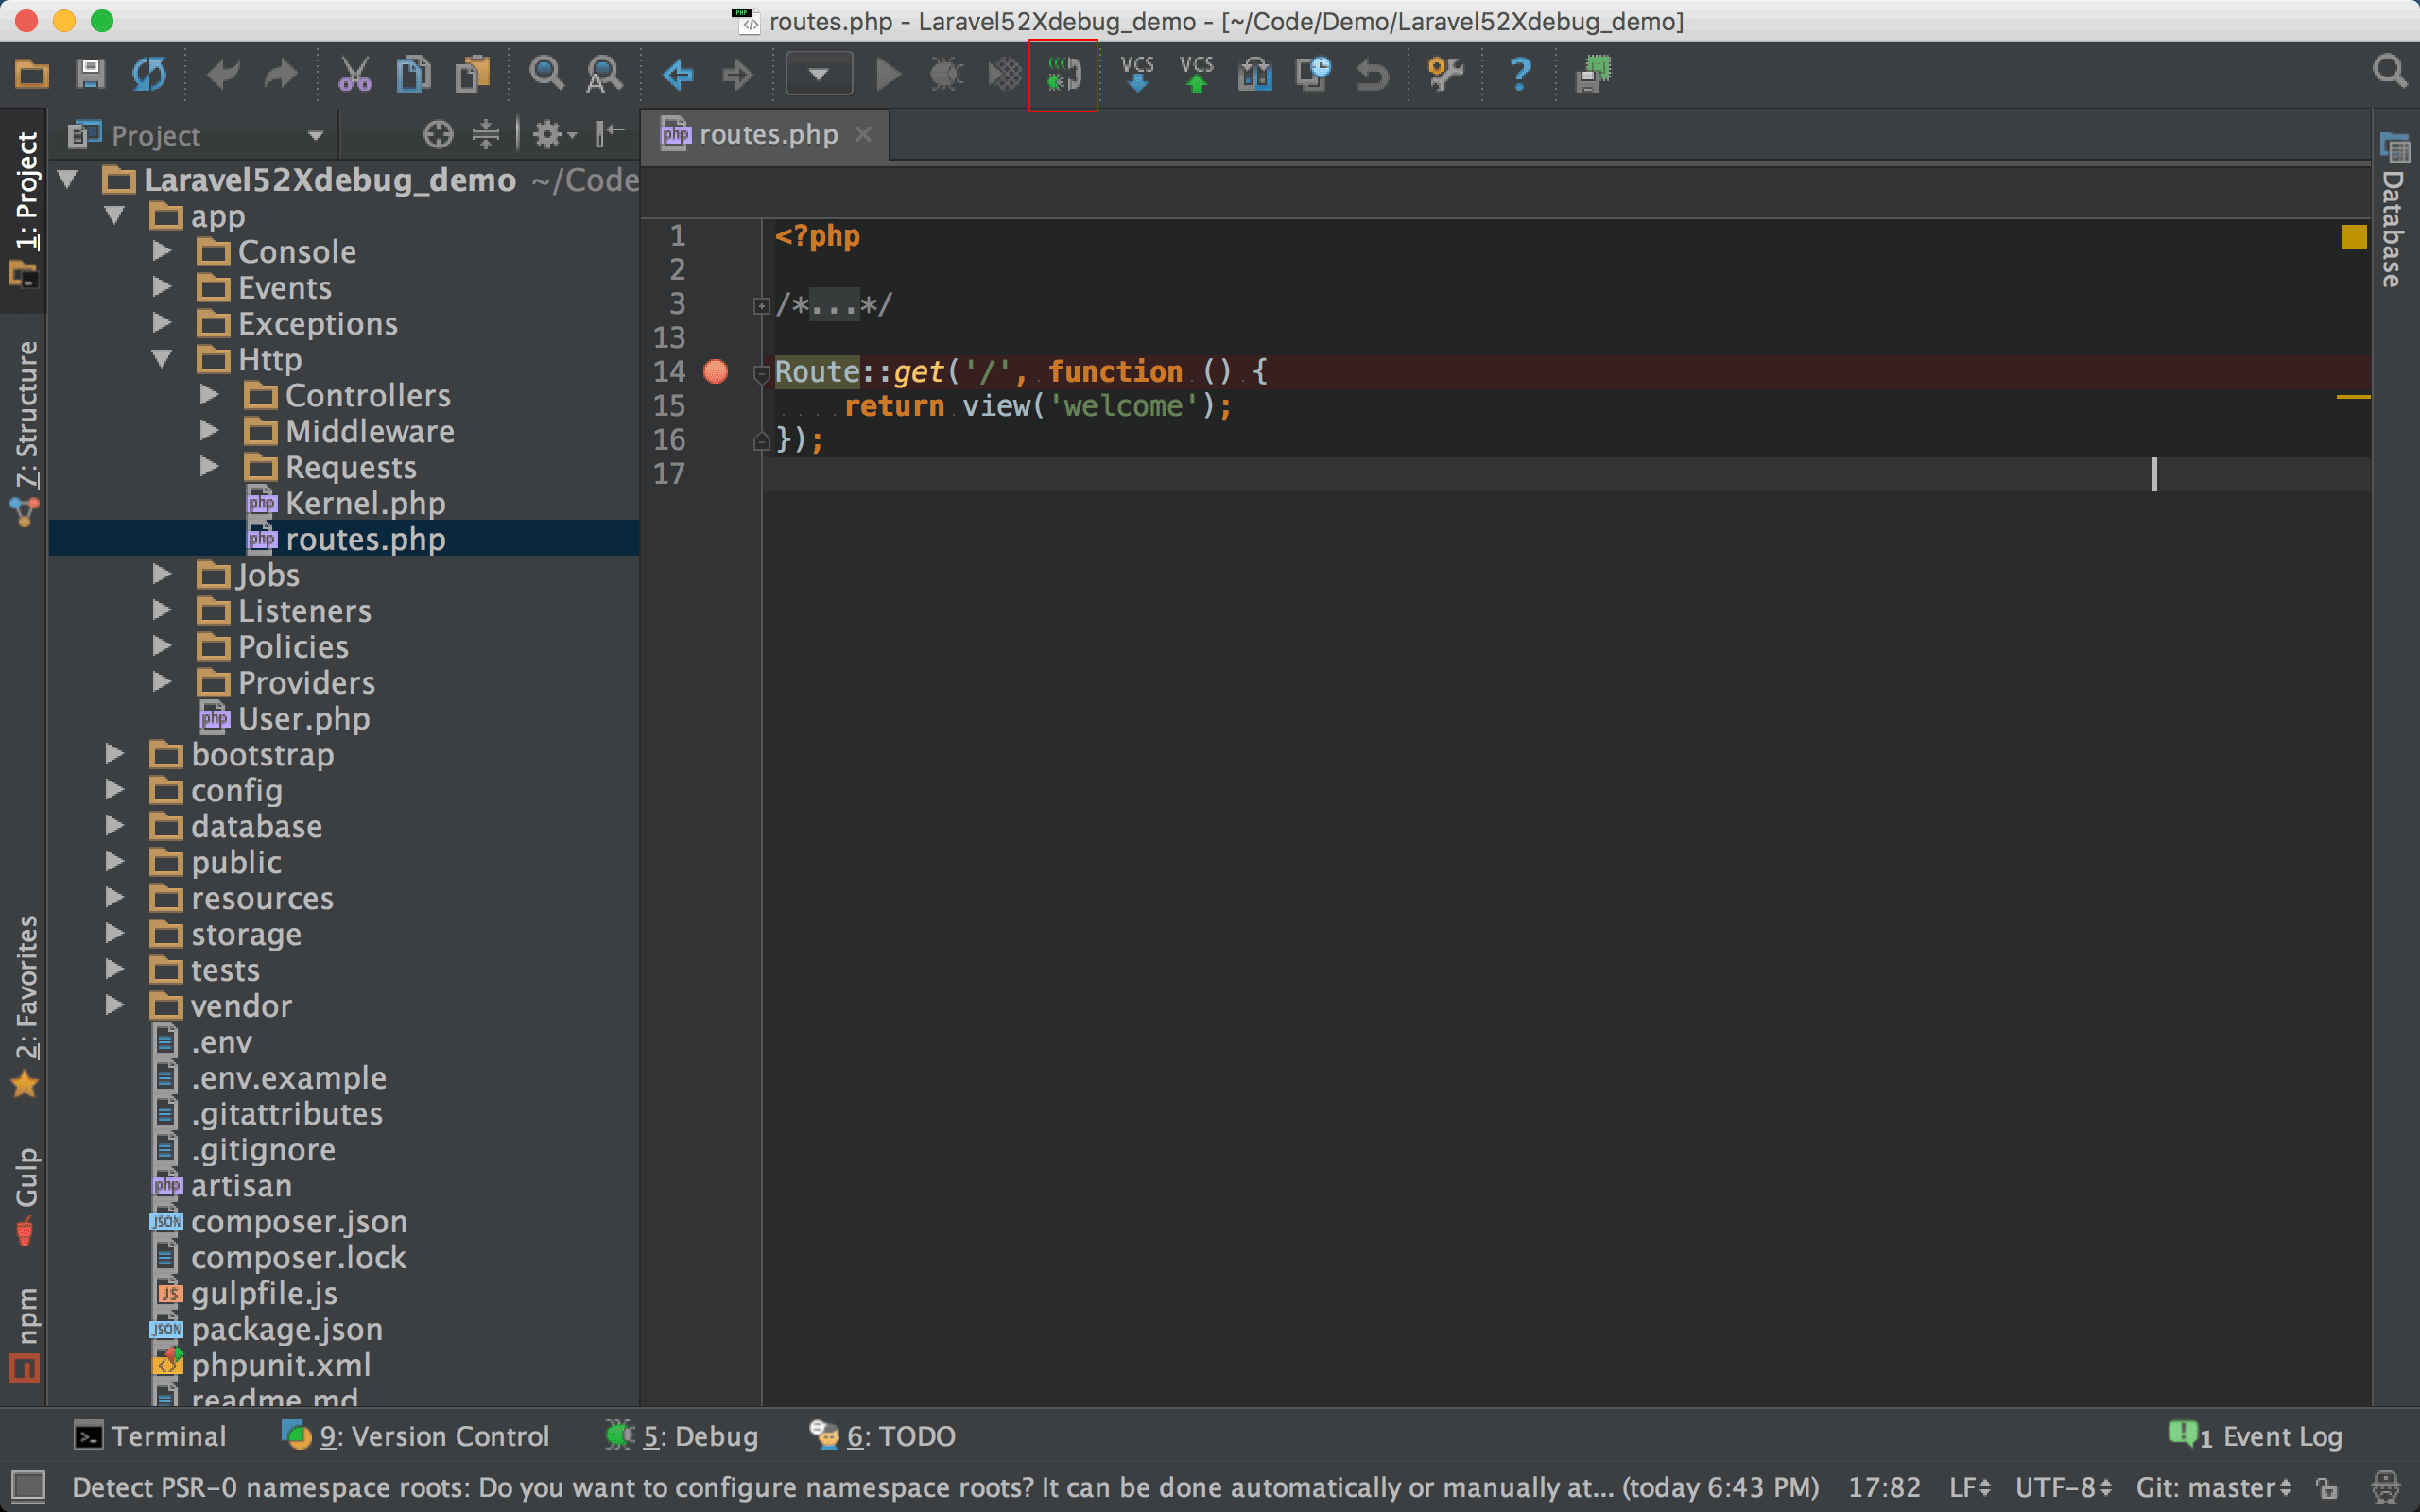 routes.php - Laravel52Xdebug_demo - [~/Code/Demo/Laravel52Xdebug_demo]
VCS VCS
1: Project
7: Structure
2: Favorites
Gulp
npm
Project
Laravel52Xdebug_demo ~/Code
app
Console
Events
Exceptions
Http
Controllers
Middleware
Requests
Kernel.php
routes.php
Jobs
Listeners
Policies
Providers
User.php
bootstrap
config
database
public
resources
storage
tests
vendor
.env
.env.example
.gitattributes
.gitignore
artisan
composer.json
composer.lock
gulpfile.js
package.json
phpunit.xml
readme.md
routes.php
1 <?php
2
3 /*...*/
13
14 Route::get('/', function () {
15 return view('welcome');
16 });
17
Database
Terminal 9: Version Control 5: Debug 6: TODO 1 Event Log
Detect PSR-0 namespace roots: Do you want to configure namespace roots? It can be done automatically or manually at... (today 6:43 PM) 17:82 LF UTF-8 Git: master